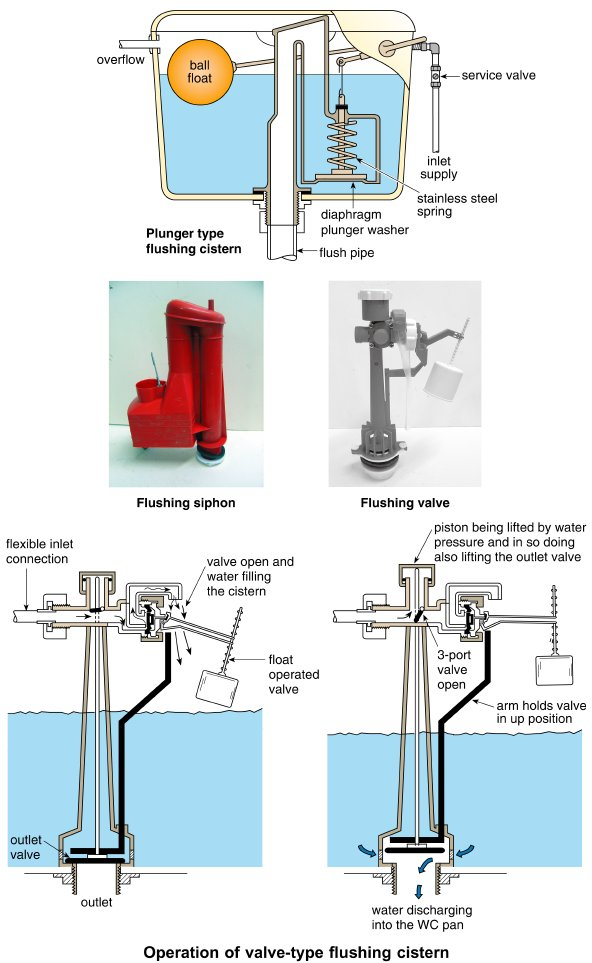 overflow
ball
float
service valve
inlet
supply
stainless steel
spring
diaphragm
plunger washer
Plunger type
flushing cistern
flush pipe
Flushing siphon
Flushing valve
flexible inlet
connection
valve open and
water filling
the cistern
float
operated
valve
outlet
valve
outlet
piston being lifted by water
pressure and in so doing
also lifting the outlet valve
3-port
valve
open
arm holds valve
in up position
water discharging
into the WC pan
Operation of valve-type flushing cistern